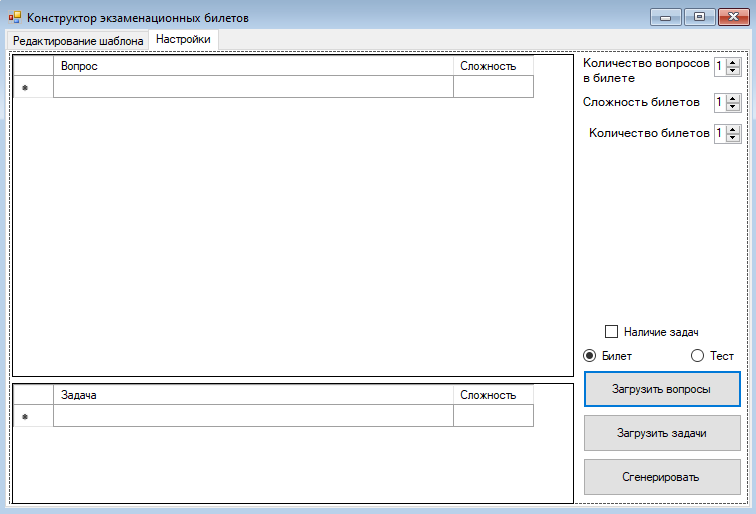 Конструктор экзаменационных билетов
Редактирование шаблона
Настройки
Вопрос
Сложность
Количество вопросов
в билете
1
Сложность билетов
1
Количество билетов
1
Наличие задач
Билет
Тест
Загрузить вопросы
Задача
Сложность
Загрузить задачи
Сгенерировать